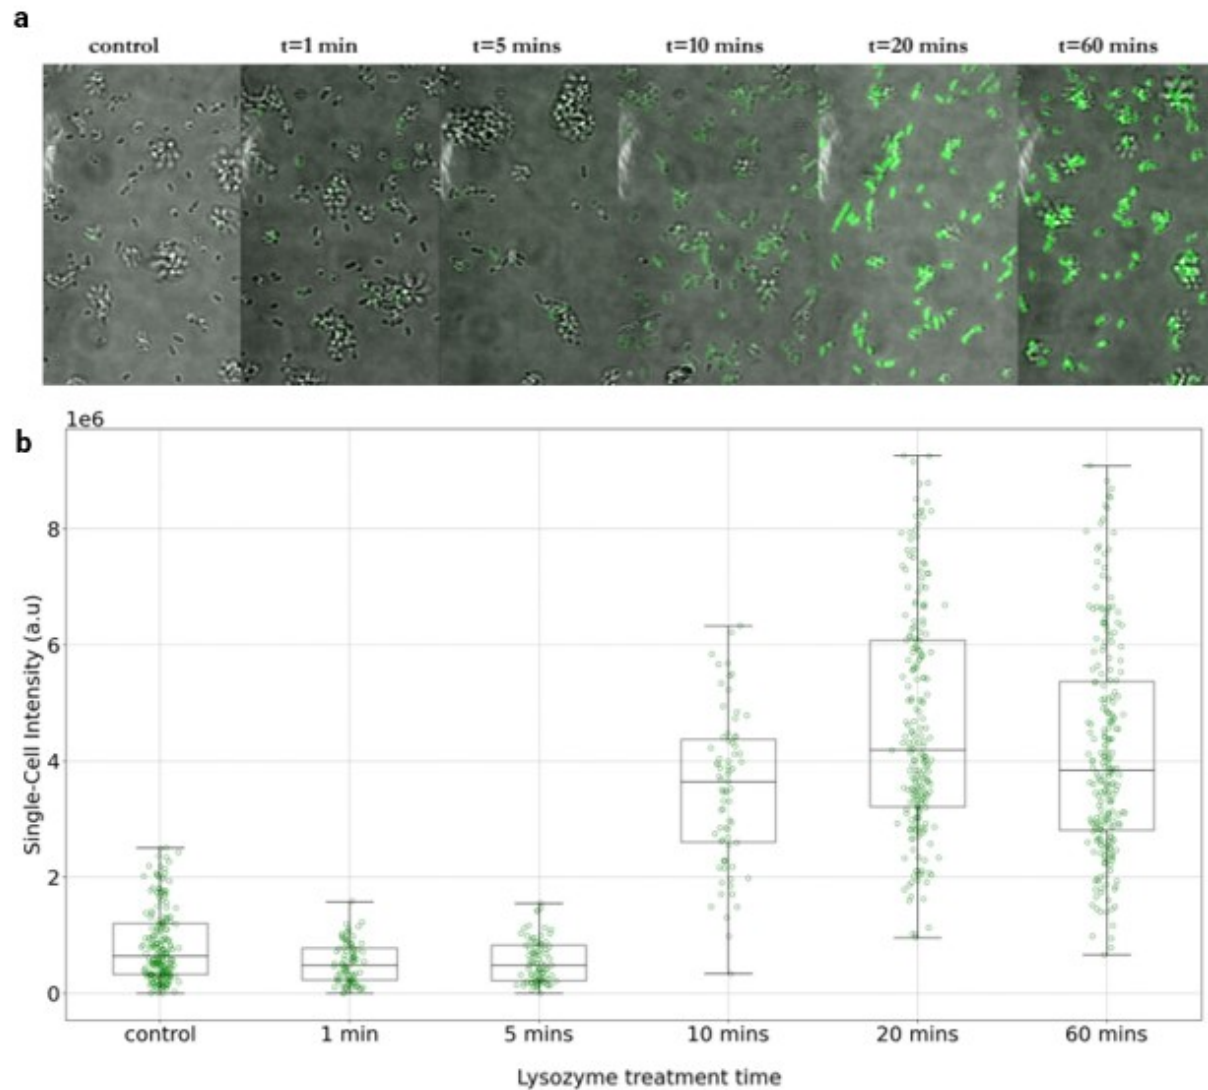 a
control t=1 min t=5 mins t=10 mins t=20 mins t=60 mins
b
1e6
8
6
4
2
0
Single-Cell Intensity (a.u)
control 1 min 5 mins 10 mins 20 mins 60 mins
Lysozyme treatment time